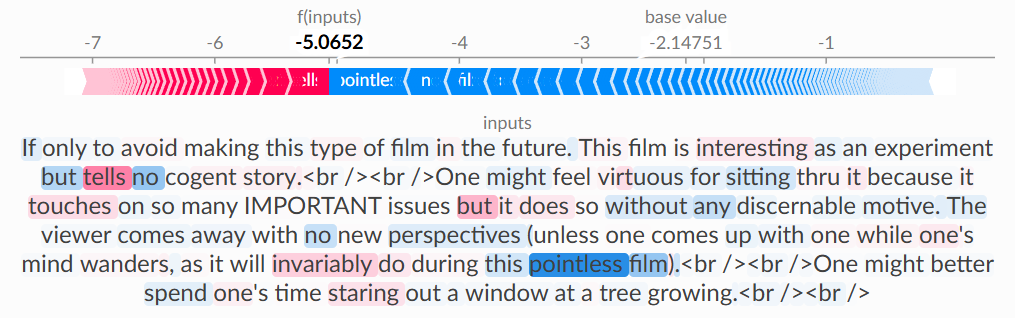 f(inputs) base value
-7 -6 -5.0652 -4 -3 -2.14751 -1
ells pointles n fil
inputs
If only to avoid making this type of film in the future. This film is interesting as an experiment
but tells no cogent story.<br /><br />One might feel virtuous for sitting thru it because it
touches on so many IMPORTANT issues but it does so without any discernable motive. The
viewer comes away with no new perspectives (unless one comes up with one while one's
mind wanders, as it will invariably do during this pointless film).<br /><br />One might better
spend one's time staring out a window at a tree growing.<br /><br />